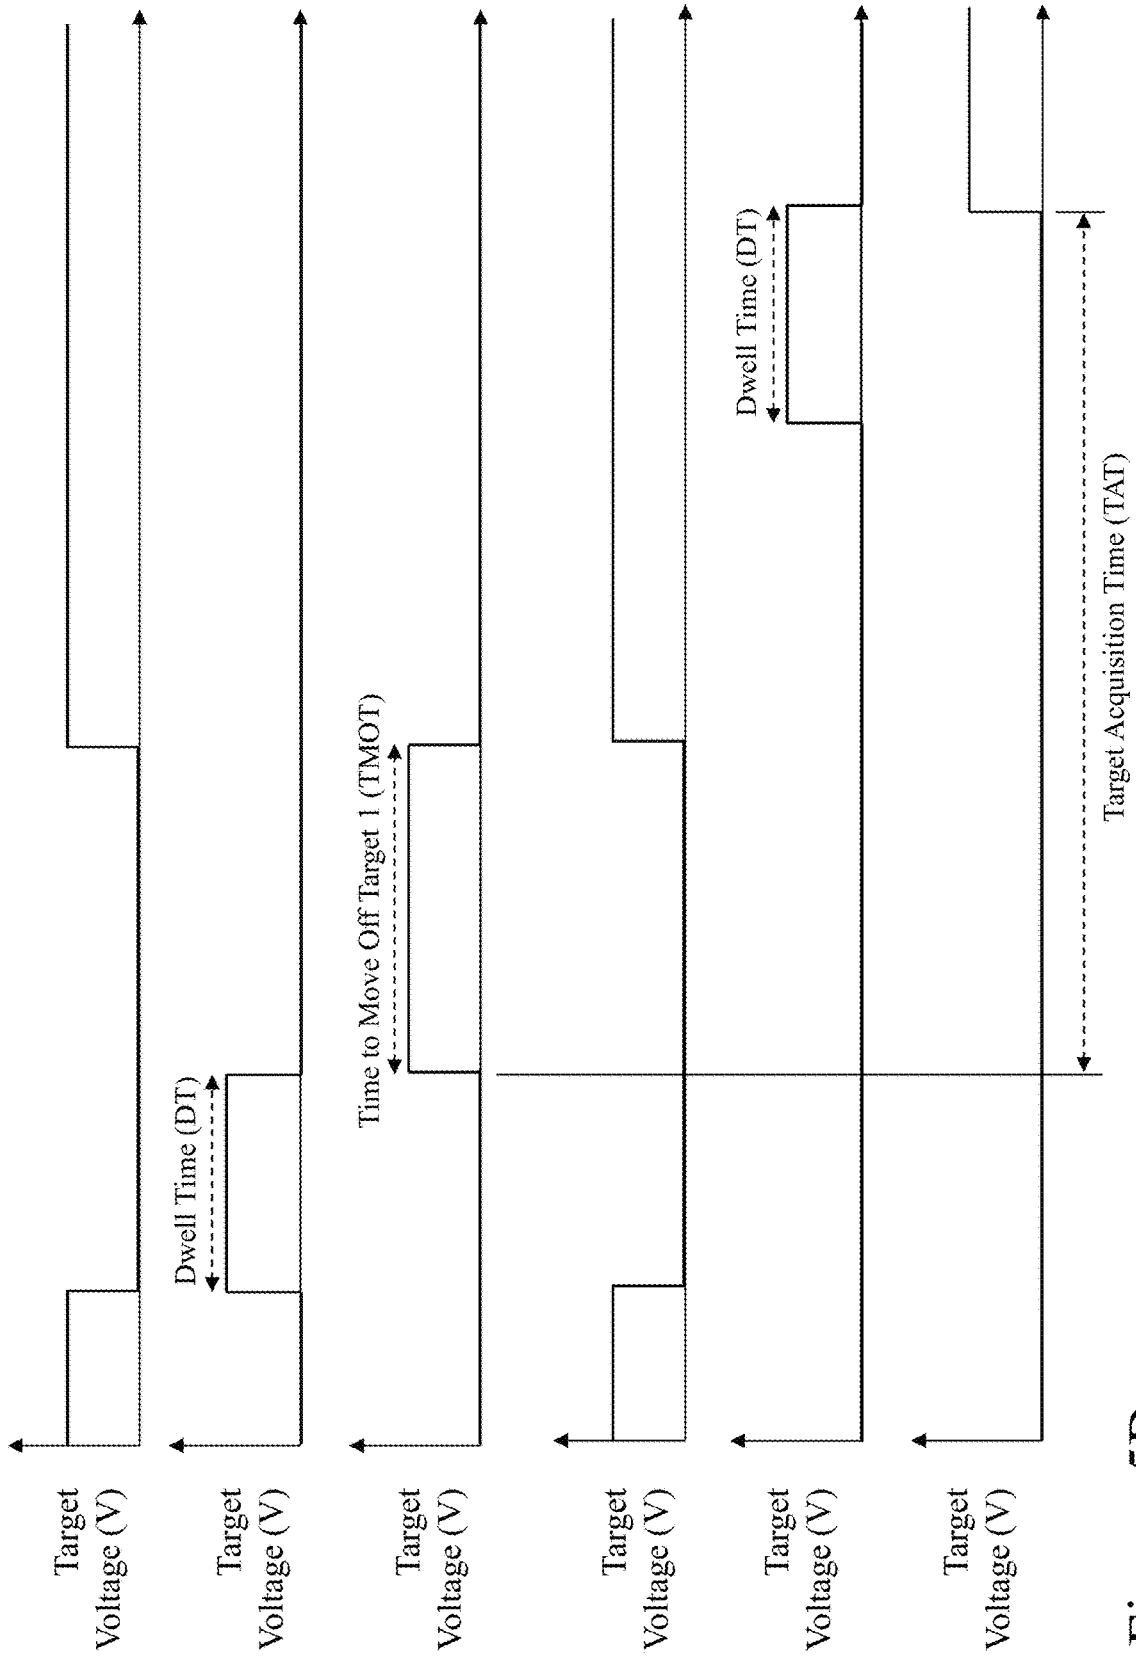 Target
Voltage (V)
Dwell Time (DT)
Target
Voltage (V)
Time to Move Off Target 1 (TMOT)
Target
Voltage (V)
Target
Voltage (V)
Dwell Time (DT)
Target
Voltage (V)
Target
Voltage (V)
Target Acquisition Time (TAT)